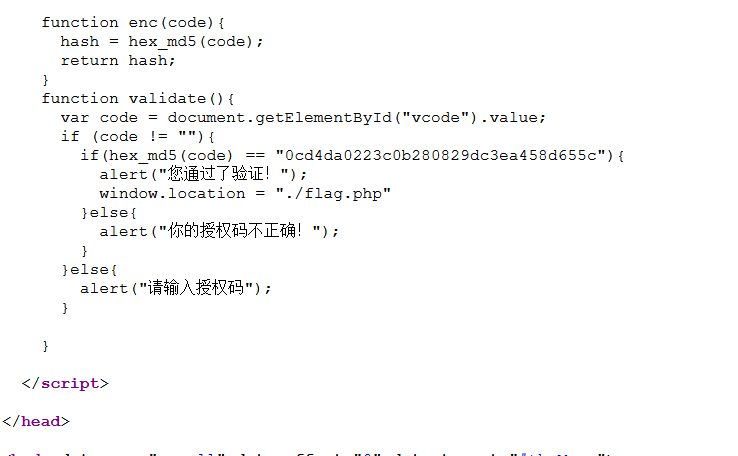 function enc(code){
hash = hex_md5(code);
return hash;
}
function validate(){
var code = document.getElementById("vcode").value;
if (code != ""){
if(hex_md5(code) == "0cd4da0223c0b280829dc3ea458d655c"){
alert("您通过了验证！");
window.location = "./flag.php"
}else{
alert("你的授权码不正确！");
}
}else{
alert("请输入授权码");
}
}
</script>
</head>